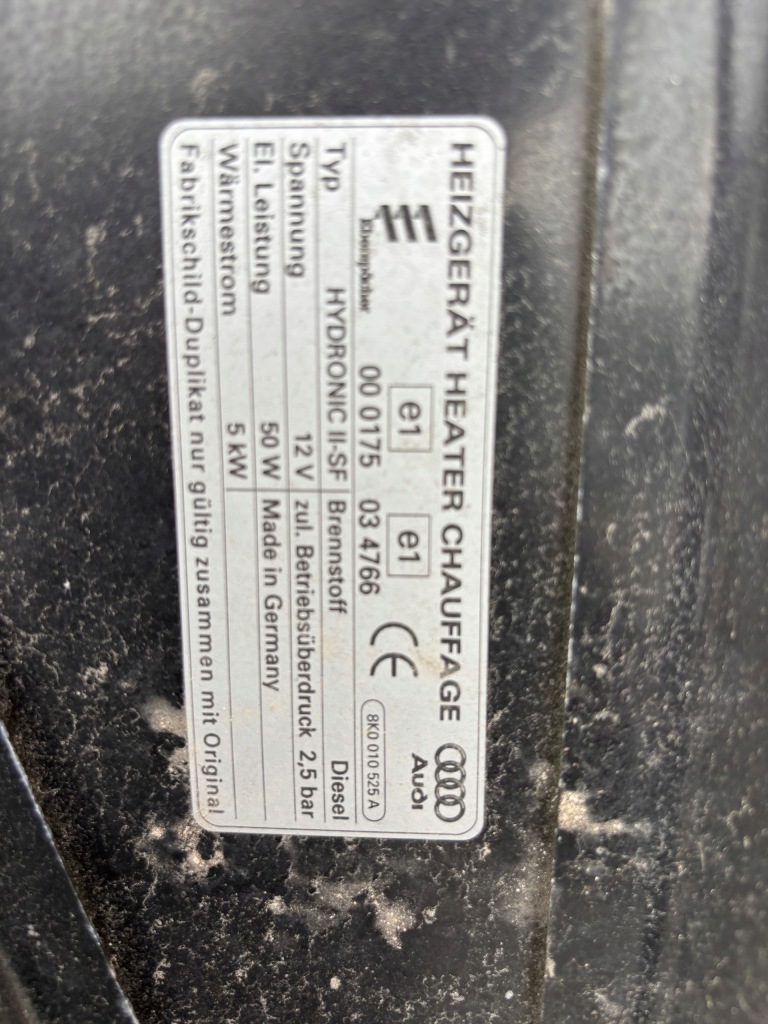 HEIZGERÄT HEATER CHAUFFAGE
Audi
Eberspächer
e1 e1
00 0175 03 4766
CE
8K0 010 525 A
Typ HYDRONIC II-SF Brennstoff Diesel
Spannung 12 V zul. Betriebsüberdruck 2,5 bar
El. Leistung 50 W Made in Germany
Wärmestrom 5 kW
Fabrikschild-Duplikat nur gültig zusammen mit Original